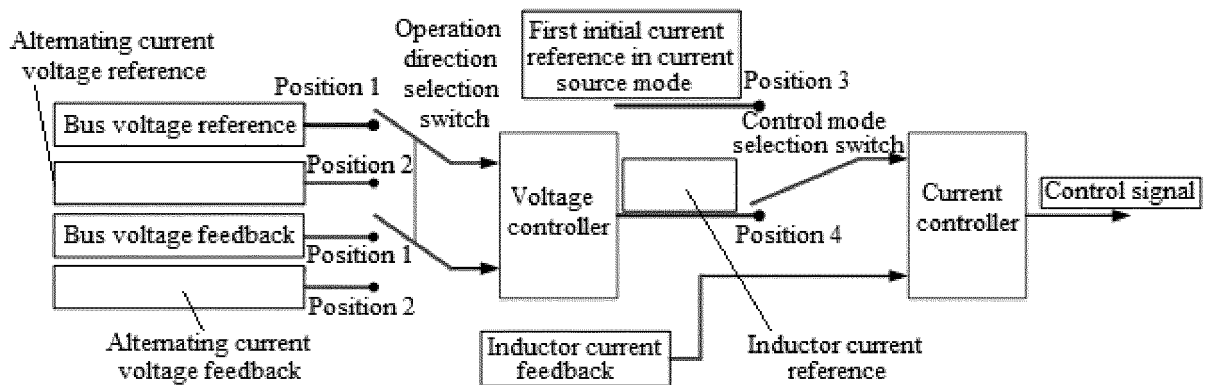 Alternating current
voltage reference
Operation
direction
selection
switch
First initial current
reference in current
source mode
Position 1
Position 3
Bus voltage reference
Control mode
selection switch
Position 2
Voltage
controller
Current
controller
Control signal
Bus voltage feedback
Position 1
Position 4
Position 2
Alternating current
voltage feedback
Inductor current
feedback
Inductor current
reference